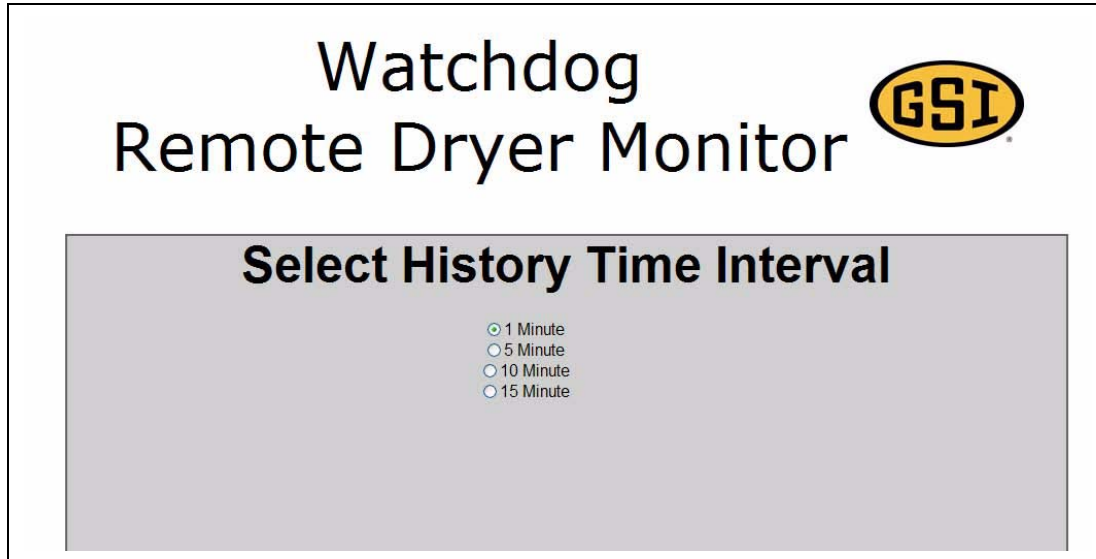 Watchdog
Remote Dryer Monitor
GSI
Select History Time Interval
1 Minute
5 Minute
10 Minute
15 Minute